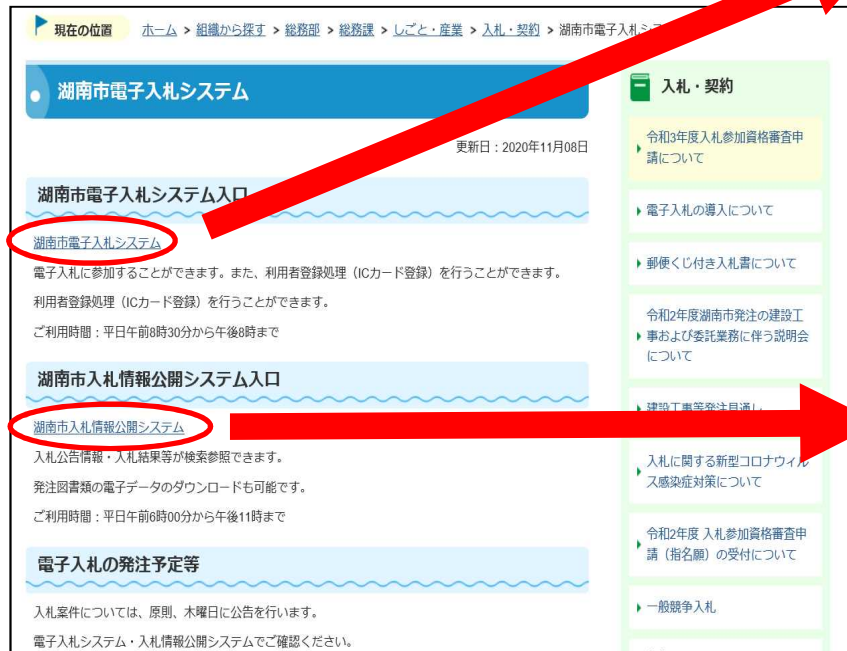 現在の位置 ホーム > 組織から探す > 総務部 > 総務課 > しごと・産業 > 入札・契約 > 湖南市電子入札シス
湖南市電子入札システム
更新日：2020年11月08日
湖南市電子入札システム入口
湖南市電子入札システム
電子入札に参加することができます。また、利用者登録処理（ICカード登録）を行うことができます。
利用者登録処理（ICカード登録）を行うことができます。
ご利用時間：平日午前8時30分から午後8時まで
湖南市入札情報公開システム入口
湖南市入札情報公開システム
入札公告情報・入札結果等が検索参照できます。
発注図書類の電子データのダウンロードも可能です。
ご利用時間：平日午前6時00分から午後11時まで
電子入札の発注予定等
入札案件については、原則、木曜日に公告を行います。
電子入札システム・入札情報公開システムでご確認ください。
入札・契約
令和3年度入札参加資格審査申
請について
電子入札の導入について
郵便くじ付き入札書について
令和2年度湖南市発注の建設工
事および委託業務に伴う説明会
について
建設工事等発注見通し
入札に関する新型コロナウィル
ス感染症対策について
令和2年度 入札参加資格審査申
請（指名願）の受付について
一般競争入札